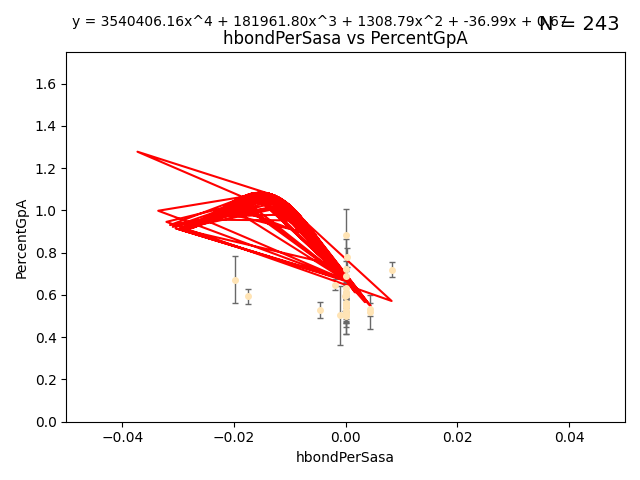 y = 3540406.16x^4 + 181961.80x^3 + 1308.79x^2 + -36.99x + 0.67
N = 243
hbondPerSasa vs PercentGpA
1.6
1.4
1.2
1.0
0.8
0.6
0.4
0.2
0.0
PercentGpA
−0.04
−0.02
0.00
0.02
0.04
hbondPerSasa